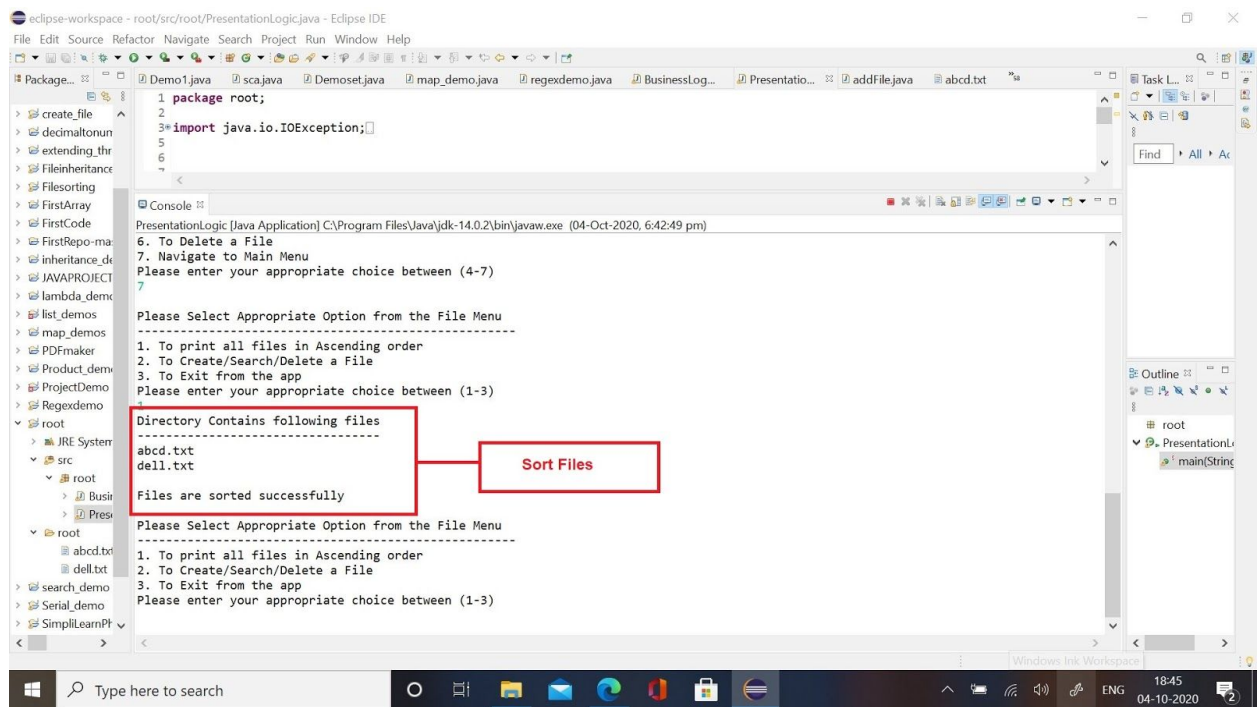 eclipse-workspace - root/src/root/PresentationLogic.java - Eclipse IDE
File Edit Source Refactor Navigate Search Project Run Window Help
Package...
create_file
decimaltonum
extending_thr
Fileinheritance
Filesorting
FirstArray
FirstCode
FirstRepo-ma
inheritance_de
JAVAPROJECT
lambda_demo
list_demos
map_demos
PDFmaker
Product_demo
ProjectDemo
Regexdemo
root
JRE System
src
root
Busin
Prese
root
abcd.txt
dell.txt
search_demo
Serial_demo
SimpliLearnPh
Demo1.java sca.java Demoset.java map_demo.java regexdemo.java BusinessLog... Presentatio... addFile.java abcd.txt
1 package root;
2
3 import java.io.IOException;
5
6
7
Console
PresentationLogic [Java Application] C:\Program Files\Java\jdk-14.0.2\bin\javaw.exe (04-Oct-2020, 6:42:49 pm)
6. To Delete a File
7. Navigate to Main Menu
Please enter your appropriate choice between (4-7)
7
Please Select Appropriate Option from the File Menu
---------------------------------------------------
1. To print all files in Ascending order
2. To Create/Search/Delete a File
3. To Exit from the app
Please enter your appropriate choice between (1-3)
1
Directory Contains following files
---------------------------------
abcd.txt
dell.txt
Files are sorted successfully
Sort Files
Please Select Appropriate Option from the File Menu
---------------------------------------------------
1. To print all files in Ascending order
2. To Create/Search/Delete a File
3. To Exit from the app
Please enter your appropriate choice between (1-3)
Task L...
Find All Ac
Outline
root
PresentationLo
main(String
Windows Ink Workspace
Type here to search
ENG
18:45
04-10-2020
2